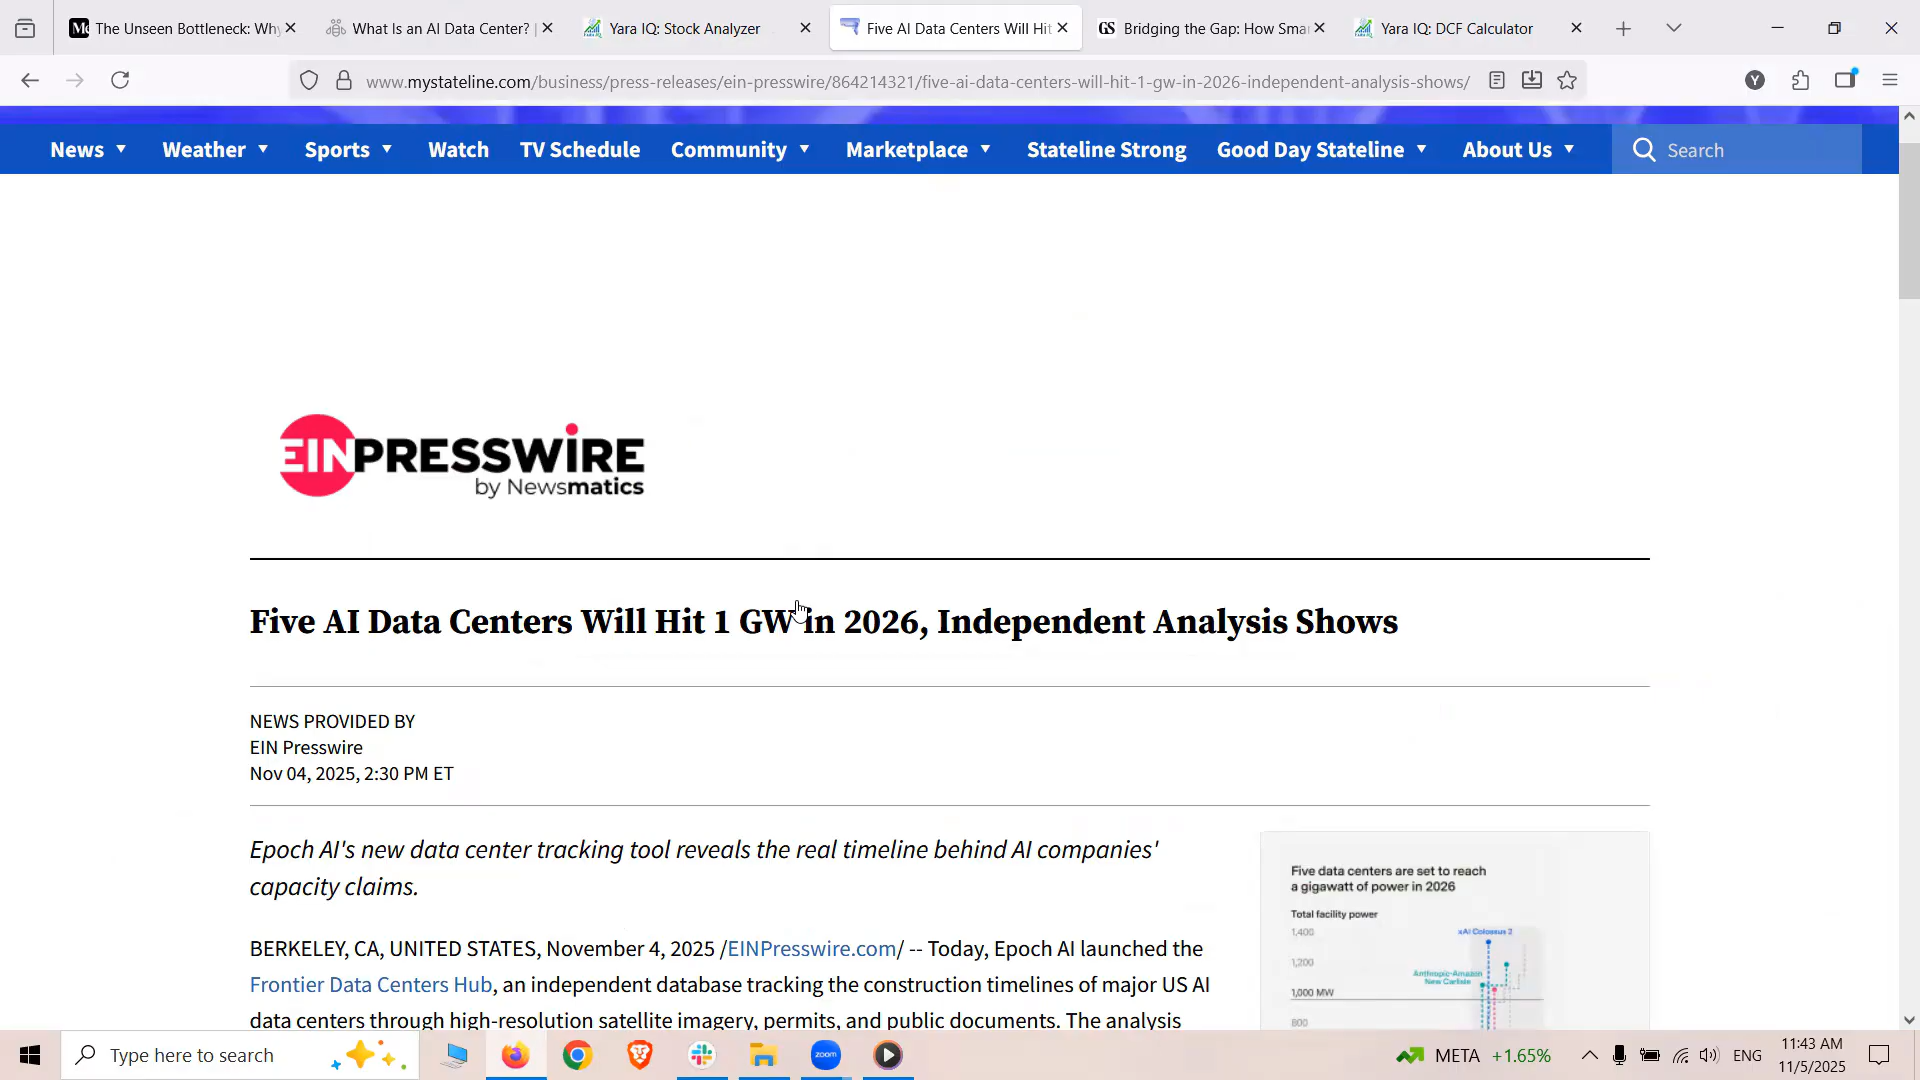 The Unseen Bottleneck: Why
What Is an AI Data Center? |
Yara IQ: Stock Analyzer
Five AI Data Centers Will Hit
GS Bridging the Gap: How Sma
Yara IQ: DCF Calculator
www.mystateline.com/business/press-releases/ein-presswire/864214321/five-ai-data-centers-will-hit-1-gw-in-2026-independent-analysis-shows/
Y
News
Weather
Sports
Watch
TV Schedule
Community
Marketplace
Stateline Strong
Good Day Stateline
About Us
Search
EINPRESSWIRE
by Newsmatics
Five AI Data Centers Will Hit 1 GW in 2026, Independent Analysis Shows
NEWS PROVIDED BY
EIN Presswire
Nov 04, 2025, 2:30 PM ET
Epoch AI's new data center tracking tool reveals the real timeline behind AI companies'
capacity claims.
BERKELEY, CA, UNITED STATES, November 4, 2025 /EINPresswire.com/ -- Today, Epoch AI launched the
Frontier Data Centers Hub, an independent database tracking the construction timelines of major US AI
data centers through high-resolution satellite imagery, permits, and public documents. The analysis
Five data centers are set to reach
a gigawatt of power in 2026
Total facility power
1,400
xAI Colossus 2
1,200
Anthropic-Amazon
New Carlisle
1,000 MW
800
Type here to search
zoom
META +1.65%
ENG
11:43 AM
11/5/2025